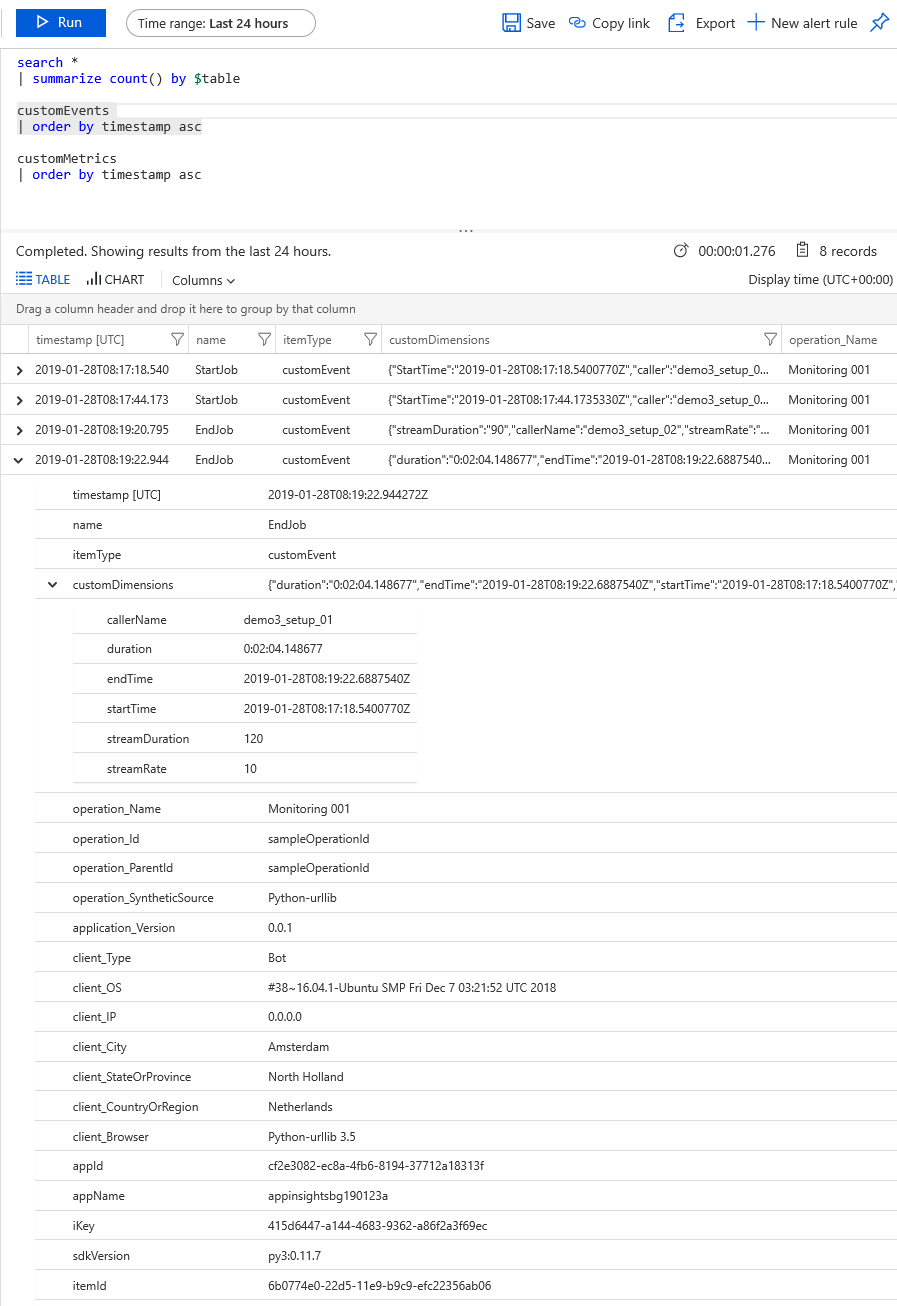 Run Time range: Last 24 hours Save Copy link Export New alert rule
search *
| summarize count() by $table
customEvents
| order by timestamp asc
customMetrics
| order by timestamp asc
...
Completed. Showing results from the last 24 hours. 00:00:01.276 8 records
TABLE CHART Columns Display time (UTC+00:00)
Drag a column header and drop it here to group by that column
timestamp [UTC] name itemType customDimensions operation_Name
2019-01-28T08:17:18.540 StartJob customEvent {"StartTime":"2019-01-28T08:17:18.5400770Z","caller":"demo3_setup_0... Monitoring 001
2019-01-28T08:17:44.173 StartJob customEvent {"StartTime":"2019-01-28T08:17:44.1735330Z","caller":"demo3_setup_0... Monitoring 001
2019-01-28T08:19:20.795 EndJob customEvent {"streamDuration":"90","callerName":"demo3_setup_02","streamRate":"... Monitoring 001
2019-01-28T08:19:22.944 EndJob customEvent {"duration":"0:02:04.148677","endTime":"2019-01-28T08:19:22.6887540... Monitoring 001
timestamp [UTC] 2019-01-28T08:19:22.944272Z
name EndJob
itemType customEvent
customDimensions {"duration":"0:02:04.148677","endTime":"2019-01-28T08:19:22.6887540Z","startTime":"2019-01-28T08:17:18.5400770Z","
callerName demo3_setup_01
duration 0:02:04.148677
endTime 2019-01-28T08:19:22.6887540Z
startTime 2019-01-28T08:17:18.5400770Z
streamDuration 120
streamRate 10
operation_Name Monitoring 001
operation_Id sampleOperationId
operation_ParentId sampleOperationId
operation_SyntheticSource Python-urllib
application_Version 0.0.1
client_Type Bot
client_OS #38~16.04.1-Ubuntu SMP Fri Dec 7 03:21:52 UTC 2018
client_IP 0.0.0.0
client_City Amsterdam
client_StateOrProvince North Holland
client_CountryOrRegion Netherlands
client_Browser Python-urllib 3.5
appId cf2e3082-ec8a-4fb6-8194-37712a18313f
appName appinsightsbg190123a
iKey 415d6447-a144-4683-9362-a86f2a3f69ec
sdkVersion py3:0.11.7
itemId 6b0774e0-22d5-11e9-b9c9-efc22356ab06